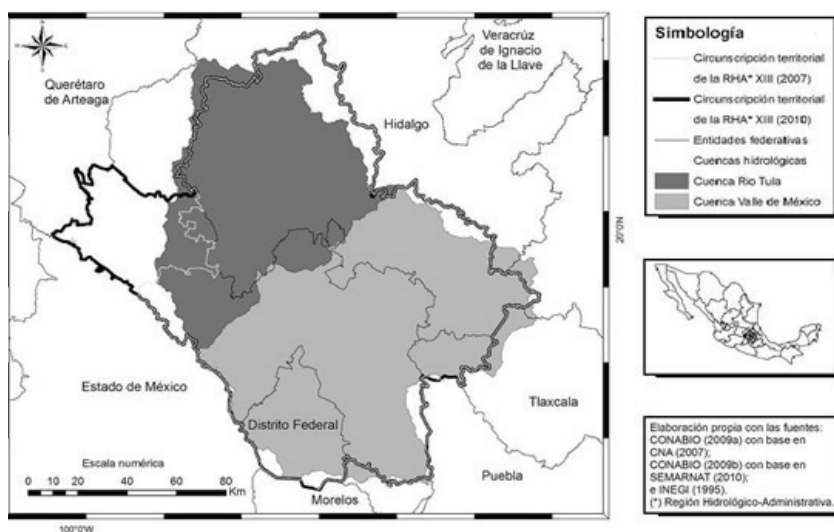 Veracrúz
de Ignacio
de la Llave
Querétaro
de Arteaga
Hidalgo
20°0'N
Estado de México
Distrito Federal
Tlaxcala
Puebla
Morelos
Escala numérica
0 10 20 40 60 80
Km
100°0'W
Simbología
Circunscripción territorial
de la RHA* XIII (2007)
Circunscripción territorial
de la RHA* XIII (2010)
Entidades federativas
Cuencas hidrológicas
Cuenca Rio Tula
Cuenca Valle de México
Elaboración propia con las fuentes:
CONABIO (2009a) con base en
CNA (2007);
CONABIO (2009b) con base en
SEMARNAT (2010);
e INEGI (1995).
(*) Región Hidrológico-Administrativa.